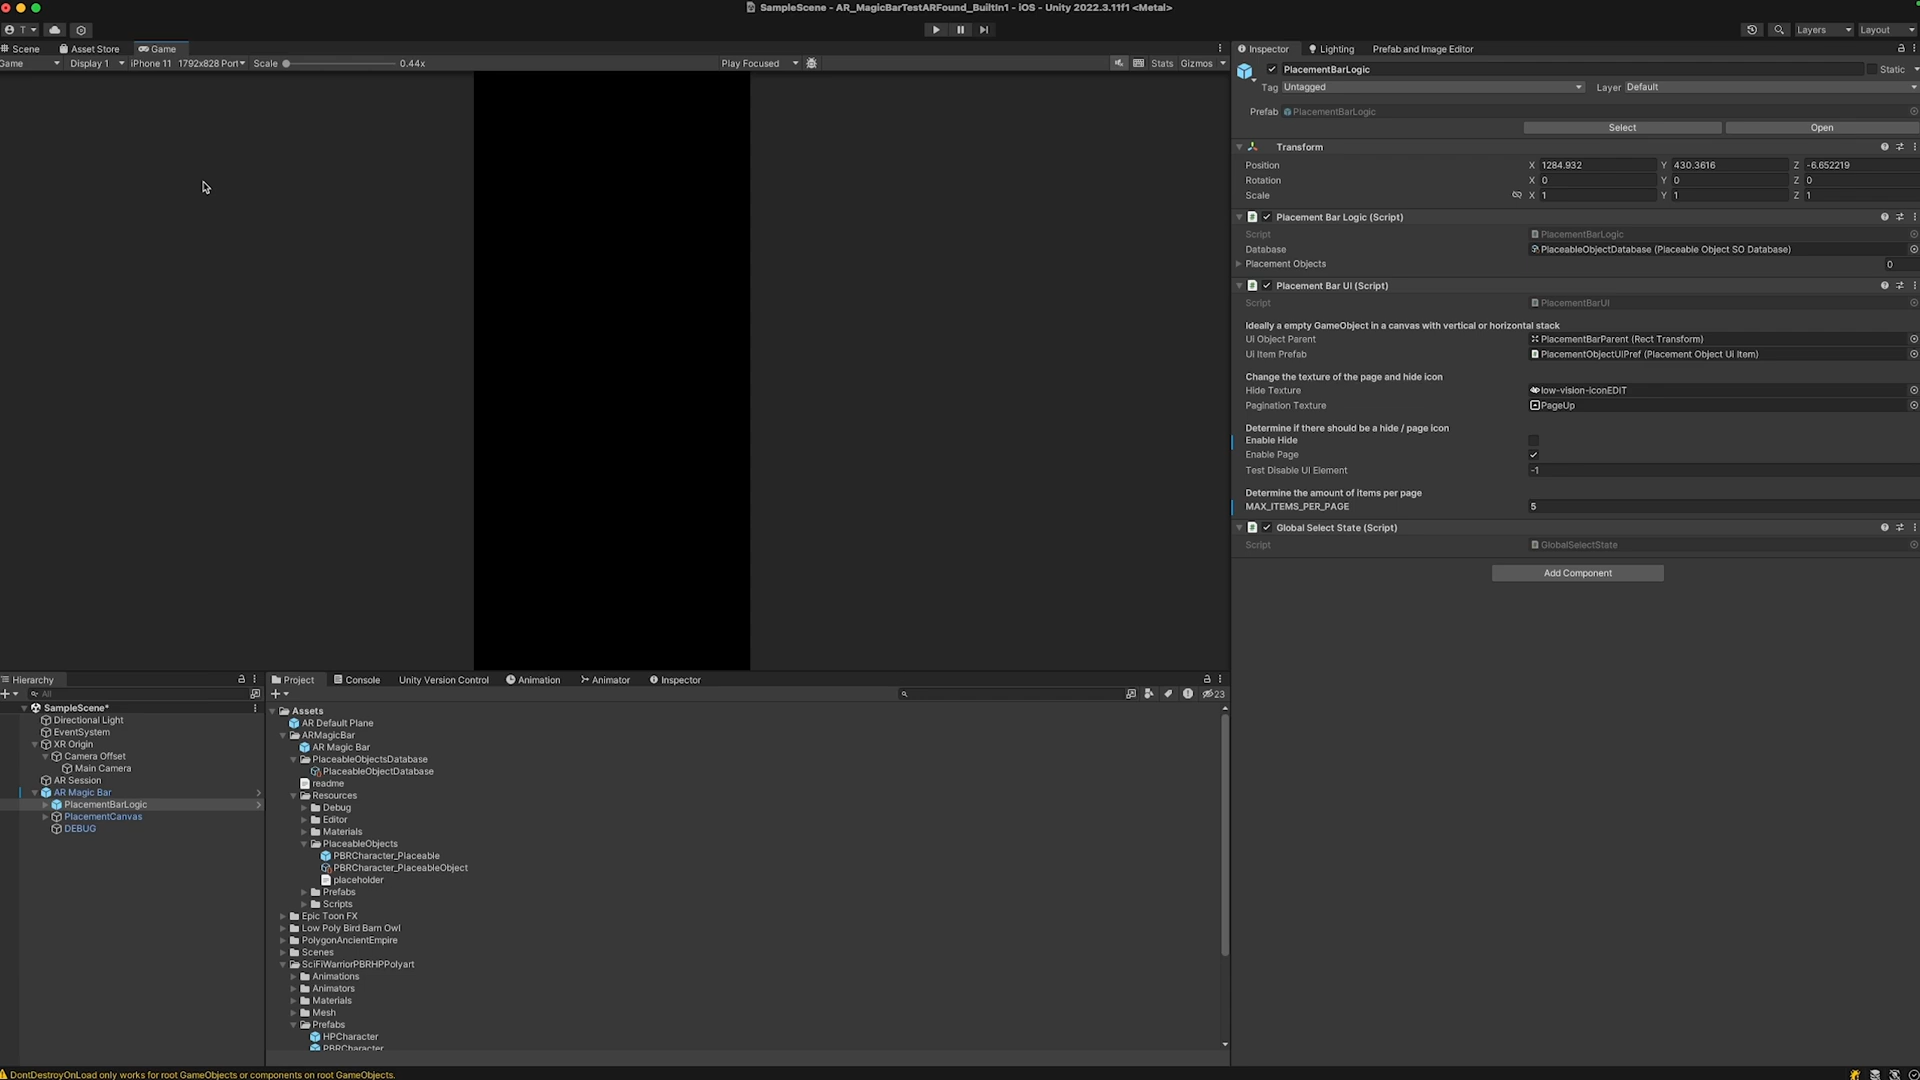 SampleScene - AR_MagicBarTestARFound_BuiltIn1 - iOS - Unity 2022.3.11f1 <Metal>
T
Layers
Layout
Scene
Asset Store
Game
Game
Display 1
iPhone 11 1792x828 Port
Scale
0.44x
Play Focused
Stats
Gizmos
Inspector
Lighting
Prefab and Image Editor
PlacementBarLogic
Static
Tag Untagged
Layer Default
Prefab PlacementBarLogic
Select
Open
Transform
Position X 1284.932 Y 430.3616 Z -6.652219
Rotation X 0 Y 0 Z 0
Scale X 1 Y 1 Z 1
Placement Bar Logic (Script)
Script PlacementBarLogic
Database PlaceableObjectDatabase (Placeable Object SO Database)
Placement Objects 0
Placement Bar UI (Script)
Script PlacementBarUI
Ideally a empty GameObject in a canvas with vertical or horizontal stack
Ui Object Parent PlacementBarParent (Rect Transform)
Ui Item Prefab PlacementObjectUIPref (Placement Object Ui Item)
Change the texture of the page and hide icon
Hide Texture low-vision-iconEDIT
Pagination Texture PageUp
Determine if there should be a hide / page icon
Enable Hide
Enable Page
Test Disable UI Element -1
Determine the amount of items per page
MAX_ITEMS_PER_PAGE 5
Global Select State (Script)
Script GlobalSelectState
Add Component
Hierarchy
All
SampleScene*
Directional Light
EventSystem
XR Origin
Camera Offset
Main Camera
AR Session
AR Magic Bar
PlacementBarLogic
PlacementCanvas
DEBUG
Project
Console
Unity Version Control
Animation
Animator
Inspector
23
Assets
AR Default Plane
ARMagicBar
AR Magic Bar
PlaceableObjectsDatabase
PlaceableObjectDatabase
readme
Resources
Debug
Editor
Materials
PlaceableObjects
PBRCharacter_Placeable
PBRCharacter_PlaceableObject
placeholder
Prefabs
Scripts
Epic Toon FX
Low Poly Bird Barn Owl
PolygonAncientEmpire
Scenes
SciFiWarriorPBRHPPolyart
Animations
Animators
Materials
Mesh
Prefabs
HPCharacter
PBRCharacter
DontDestroyOnLoad only works for root GameObjects or components on root GameObjects.